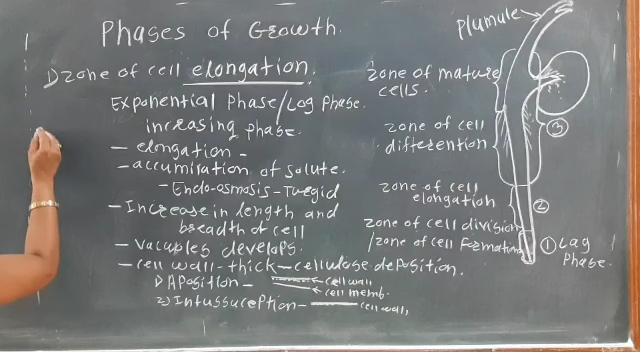 Phases of Growth.
1) zone of cell elongation.
Exponential Phase/Log Phase.
increasing phase.
- elongation -
- accumiration of solute.
- Endo-osmosis - Turgid
- Increase in length and
breadth of cell
- Vacuoles develops.
- cell wall - thick - cellulose deposition.
1) Aposition - cell wall
cell memb.
2) Intussuception - cell wall,
Plumule
zone of mature
cells.
zone of cell
differention
③
zone of cell
elongation
②
zone of cell division
/zone of cell Formation
① Lag
Phase.